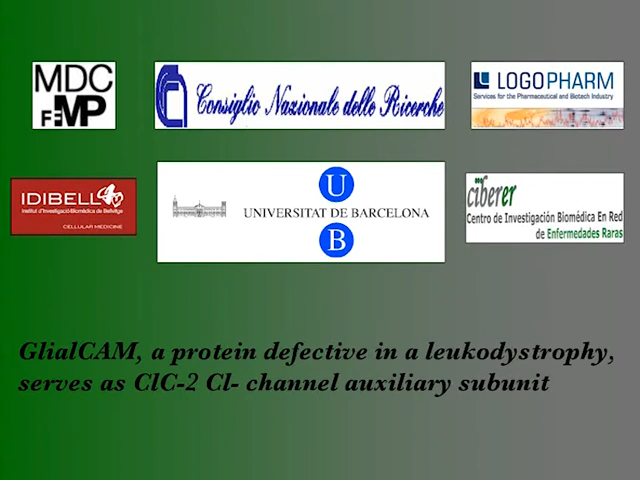 MDC
FMP
Consiglio Nazionale delle Ricerche
LOGOPHARM
Services for the Pharmaceutical and Biotech Industry
IDIBELL
Institut d'Investigació Biomèdica de Bellvitge
CELLULAR MEDICINE
U
UNIVERSITAT DE BARCELONA
B
ciberer
Centro de Investigación Biomédica En Red
de Enfermedades Raras
GlialCAM, a protein defective in a leukodystrophy,
serves as ClC-2 Cl- channel auxiliary subunit